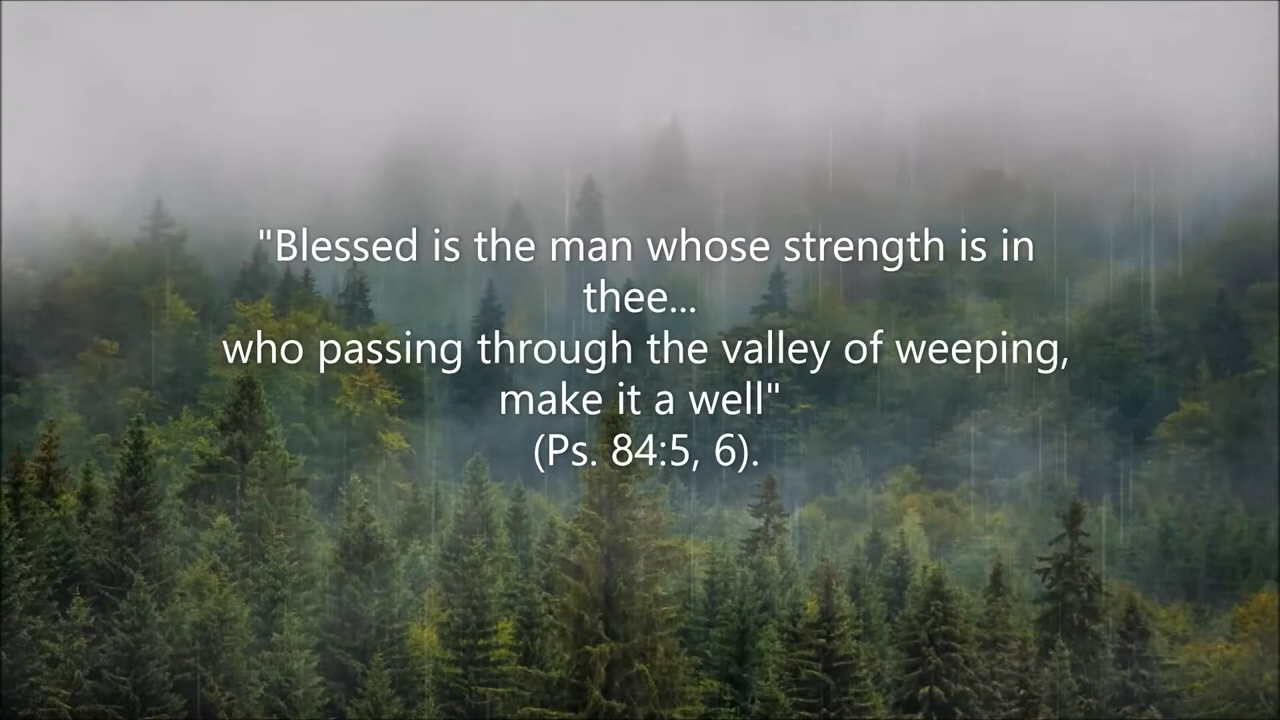 "Blessed is the man whose strength is in
thee...
who passing through the valley of weeping,
make it a well"
(Ps. 84:5, 6).